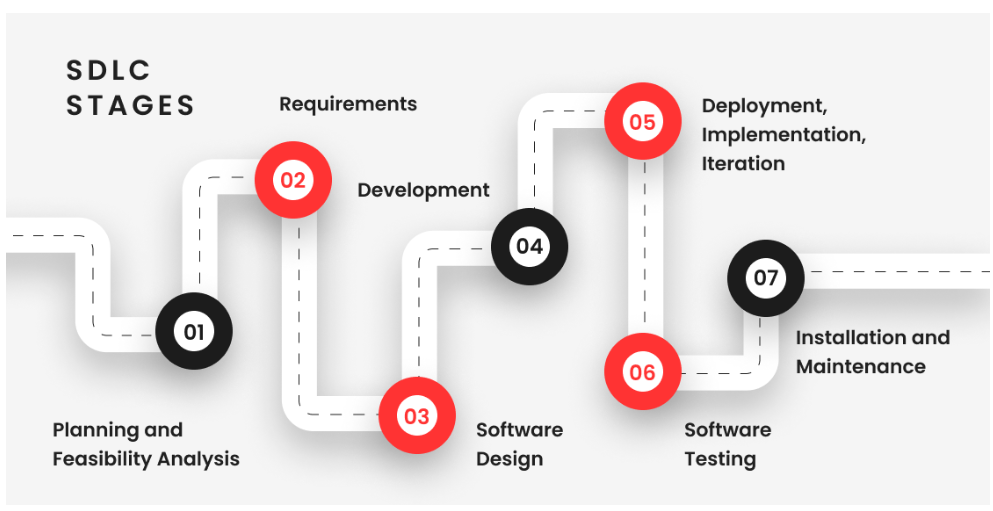 SDLC
STAGES
01
Planning and
Feasibility Analysis
02
Requirements
03
Software
Design
04
Development
05
Deployment,
Implementation,
Iteration
06
Software
Testing
07
Installation and
Maintenance